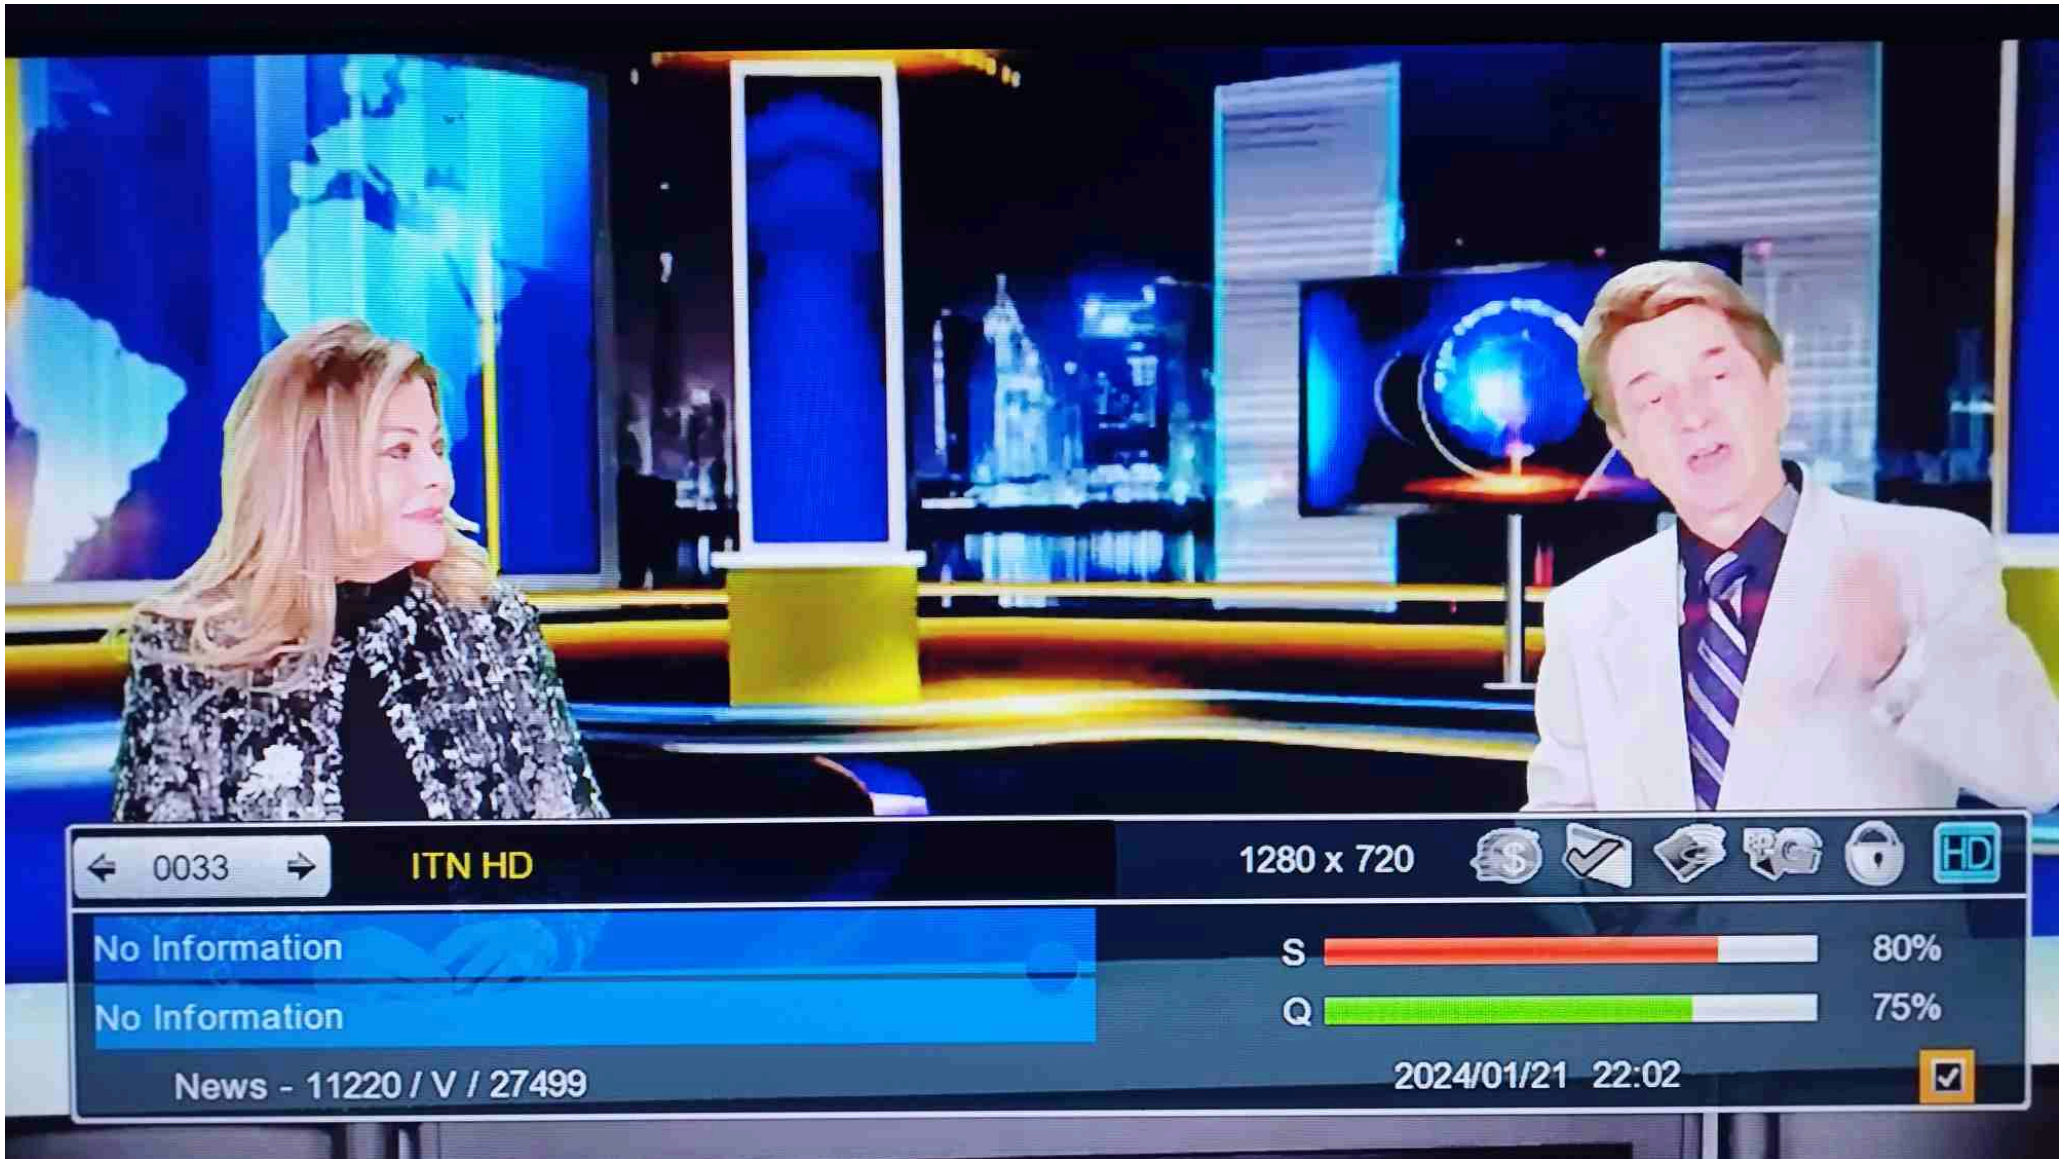 0033
ITN HD
1280 x 720
HD
No Information
No Information
S 80%
Q 75%
News - 11220 / V / 27499
2024/01/21 22:02